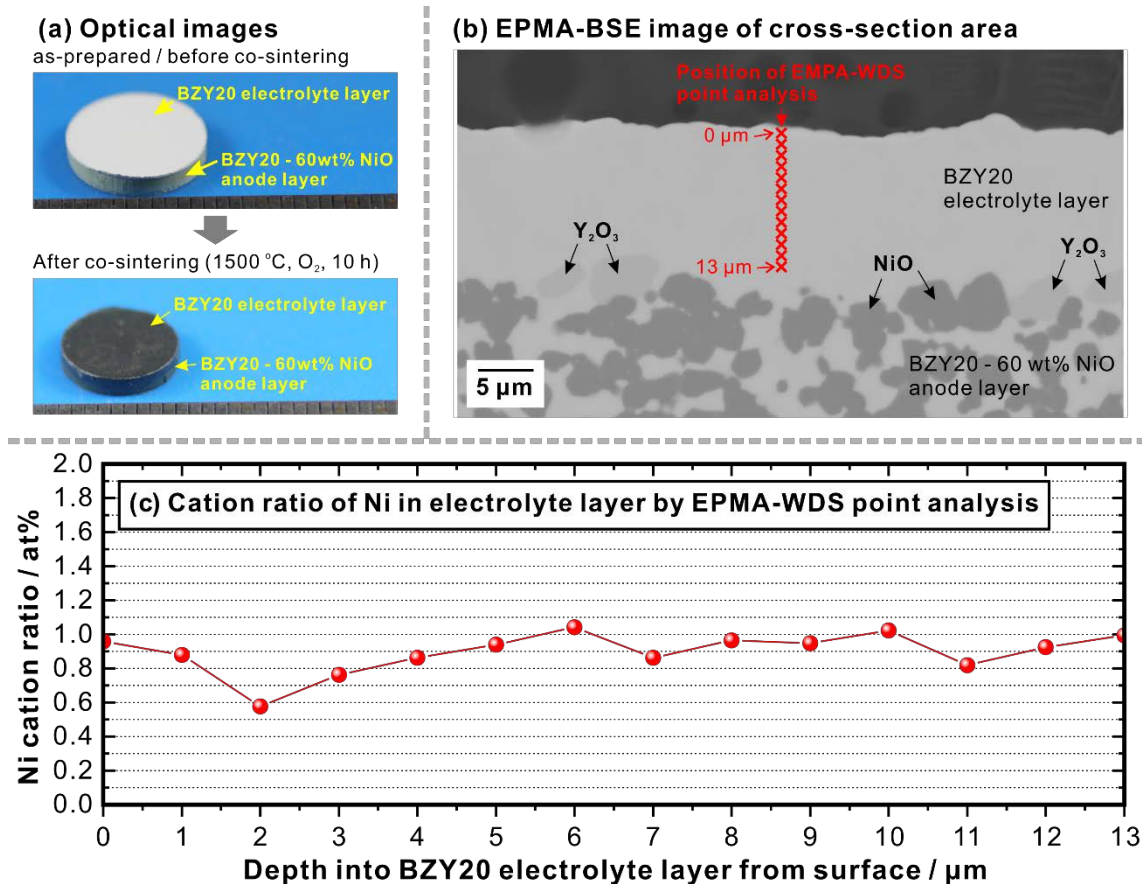 (a) Optical images
as-prepared / before co-sintering
BZY20 electrolyte layer
BZY20 - 60wt% NiO
anode layer
After co-sintering (1500 °C, O₂, 10 h)
BZY20 electrolyte layer
BZY20 - 60wt% NiO
anode layer
(b) EPMA-BSE image of cross-section area
Position of EMPA-WDS
point analysis
0 µm
BZY20
electrolyte layer
Y₂O₃
Y₂O₃
13 µm
NiO
5 µm
BZY20 - 60 wt% NiO
anode layer
(c) Cation ratio of Ni in electrolyte layer by EPMA-WDS point analysis
Ni cation ratio / at%
2.0
1.8
1.6
1.4
1.2
1.0
0.8
0.6
0.4
0.2
0.0
0 1 2 3 4 5 6 7 8 9 10 11 12 13
Depth into BZY20 electrolyte layer from surface / µm